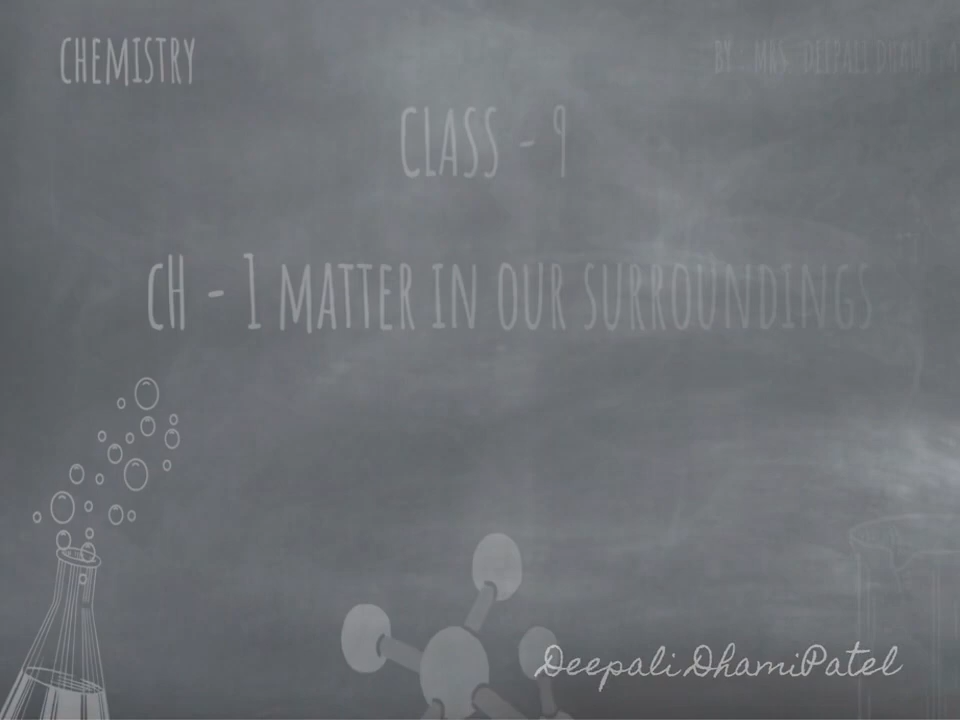 CHEMISTRY
BY : MRS. DEEPALI DHAMI
CLASS - 9
cH - 1 MATTER IN OUR SURROUNDINGS
Deepali DhamiPatel